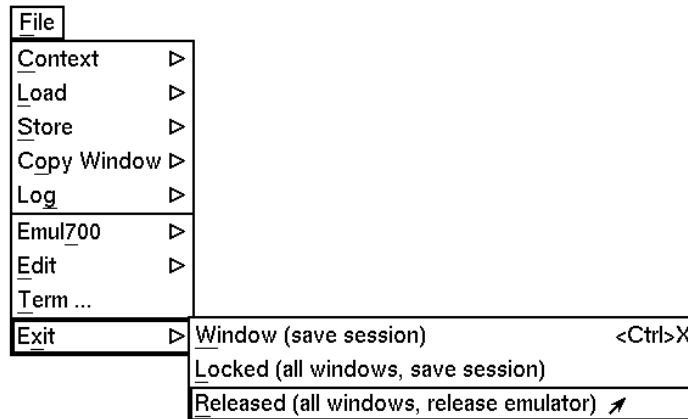 File
Context
Load
Store
Copy Window
Log
Emul700
Edit
Term ...
Exit
Window (save session) <Ctrl>X
Locked (all windows, save session)
Released (all windows, release emulator)